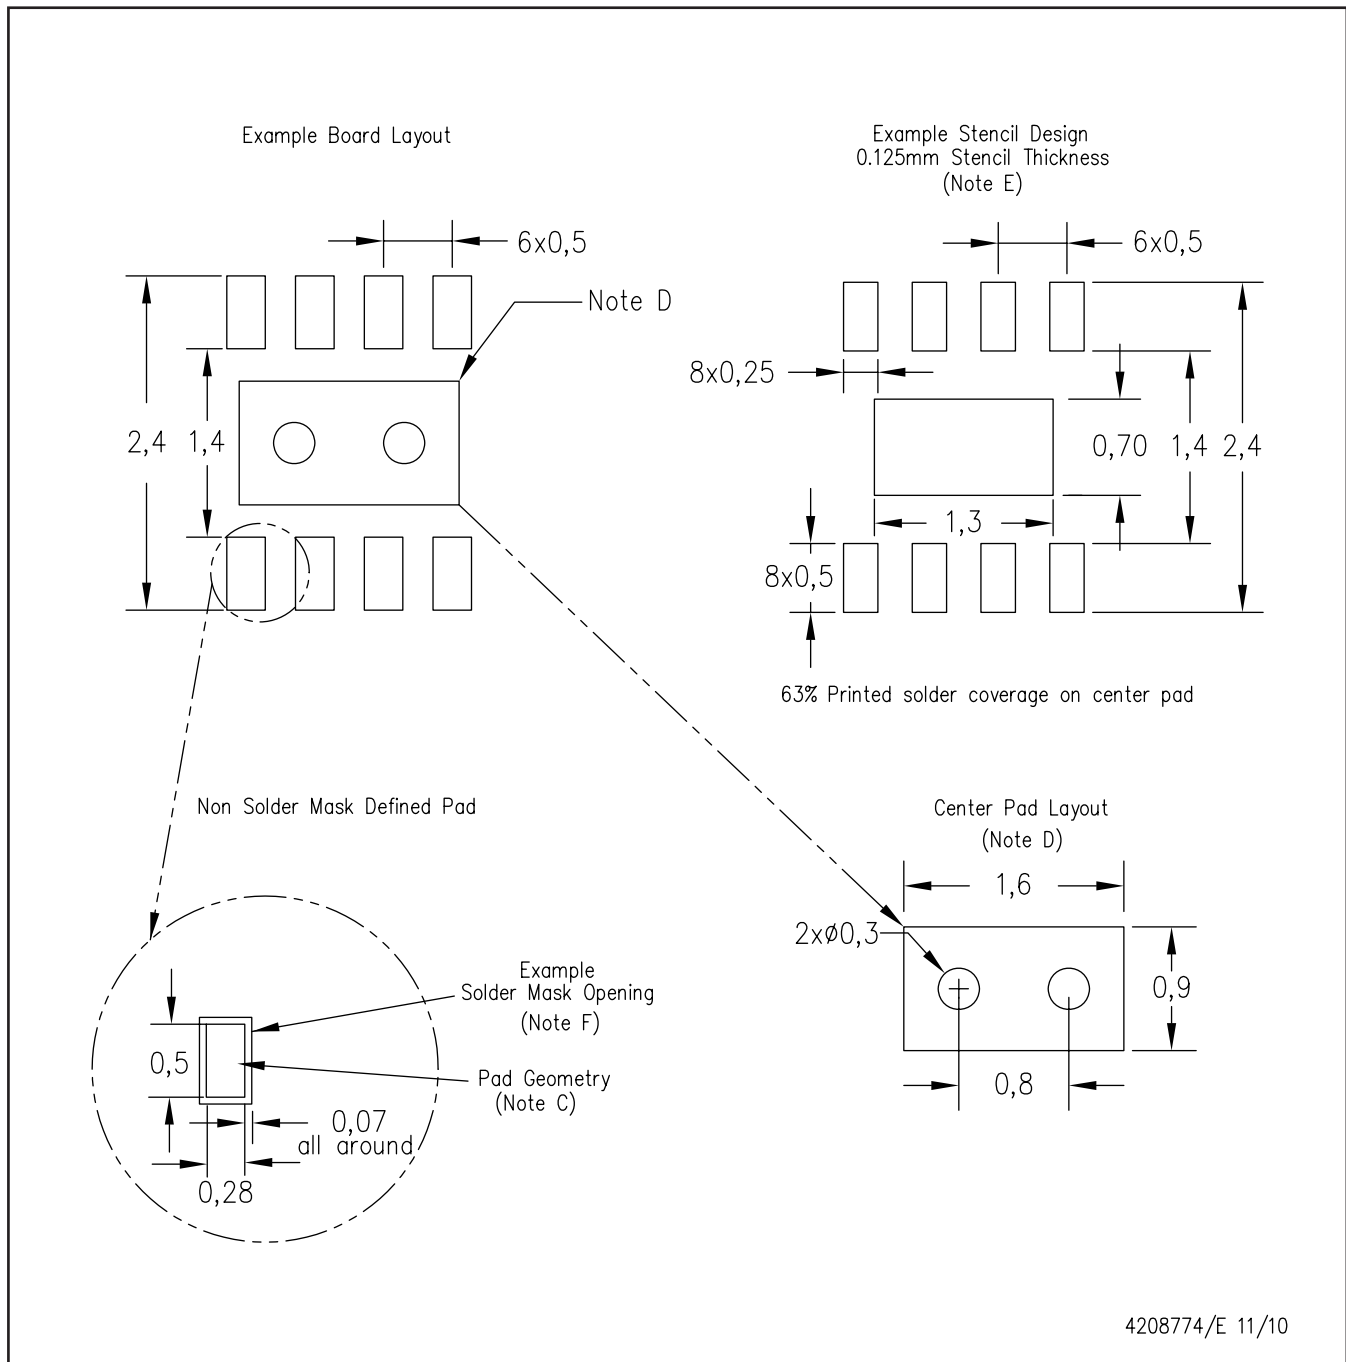 Example Board Layout
6x0,5
Note D
2,4
1,4
Example Stencil Design
0.125mm Stencil Thickness
(Note E)
6x0,5
8x0,25
0,70
1,4
2,4
1,3
8x0,5
63% Printed solder coverage on center pad
Non Solder Mask Defined Pad
Example
Solder Mask Opening
(Note F)
0,5
Pad Geometry
(Note C)
0,07
all around
0,28
Center Pad Layout
(Note D)
1,6
2xø0,3
0,9
0,8
4208774/E 11/10